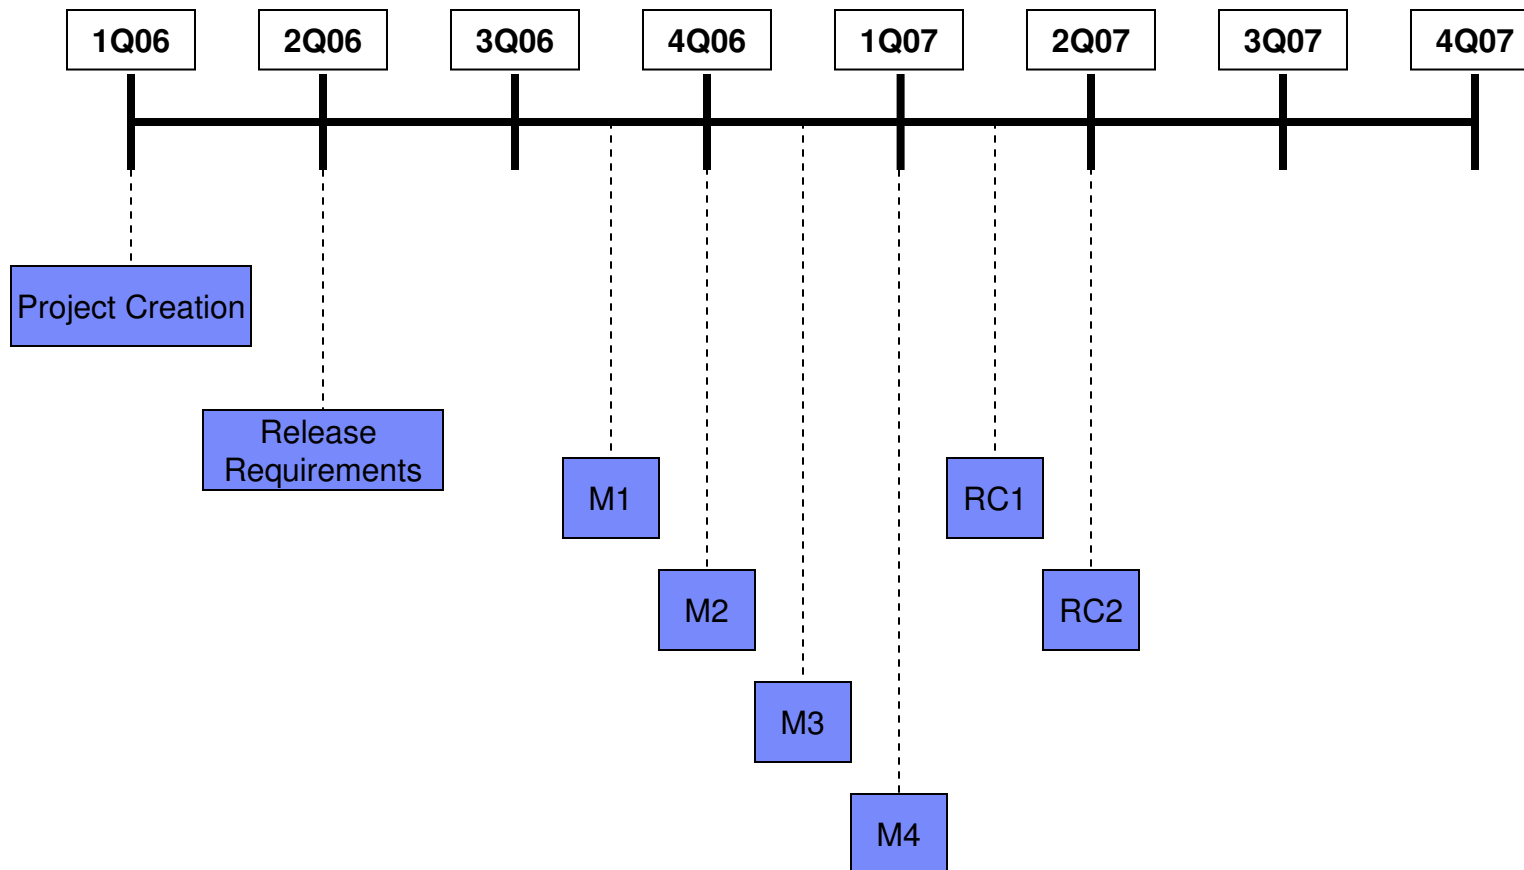 1Q06
2Q06
3Q06
4Q06
1Q07
2Q07
3Q07
4Q07
Project Creation
Release
Requirements
M1
RC1
M2
RC2
M3
M4